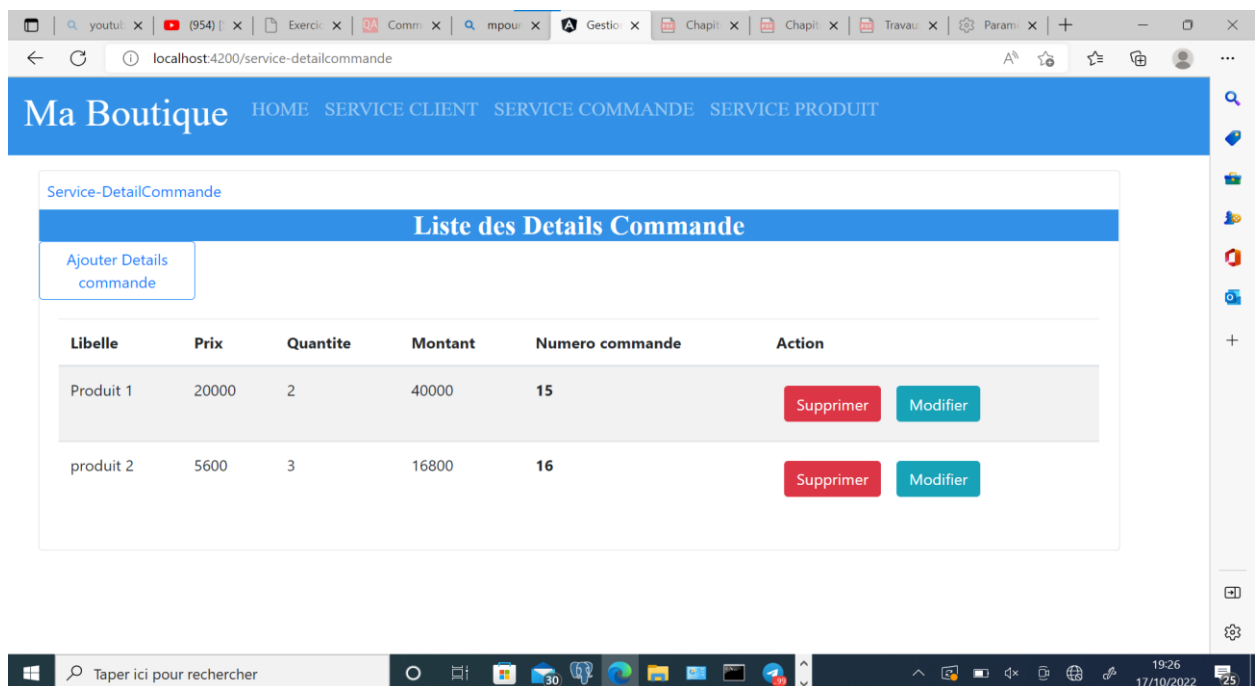 youtub (954) [ Exercic Comm mpour Gestio Chapit Chapit Travau Param
localhost:4200/service-detailcommande
Ma Boutique HOME SERVICE CLIENT SERVICE COMMANDE SERVICE PRODUIT
Service-DetailCommande
Liste des Details Commande
Ajouter Details
commande
Libelle Prix Quantite Montant Numero commande Action
Produit 1 20000 2 40000 15 Supprimer Modifier
produit 2 5600 3 16800 16 Supprimer Modifier
Taper ici pour rechercher 30 99 19:26
17/10/2022 25